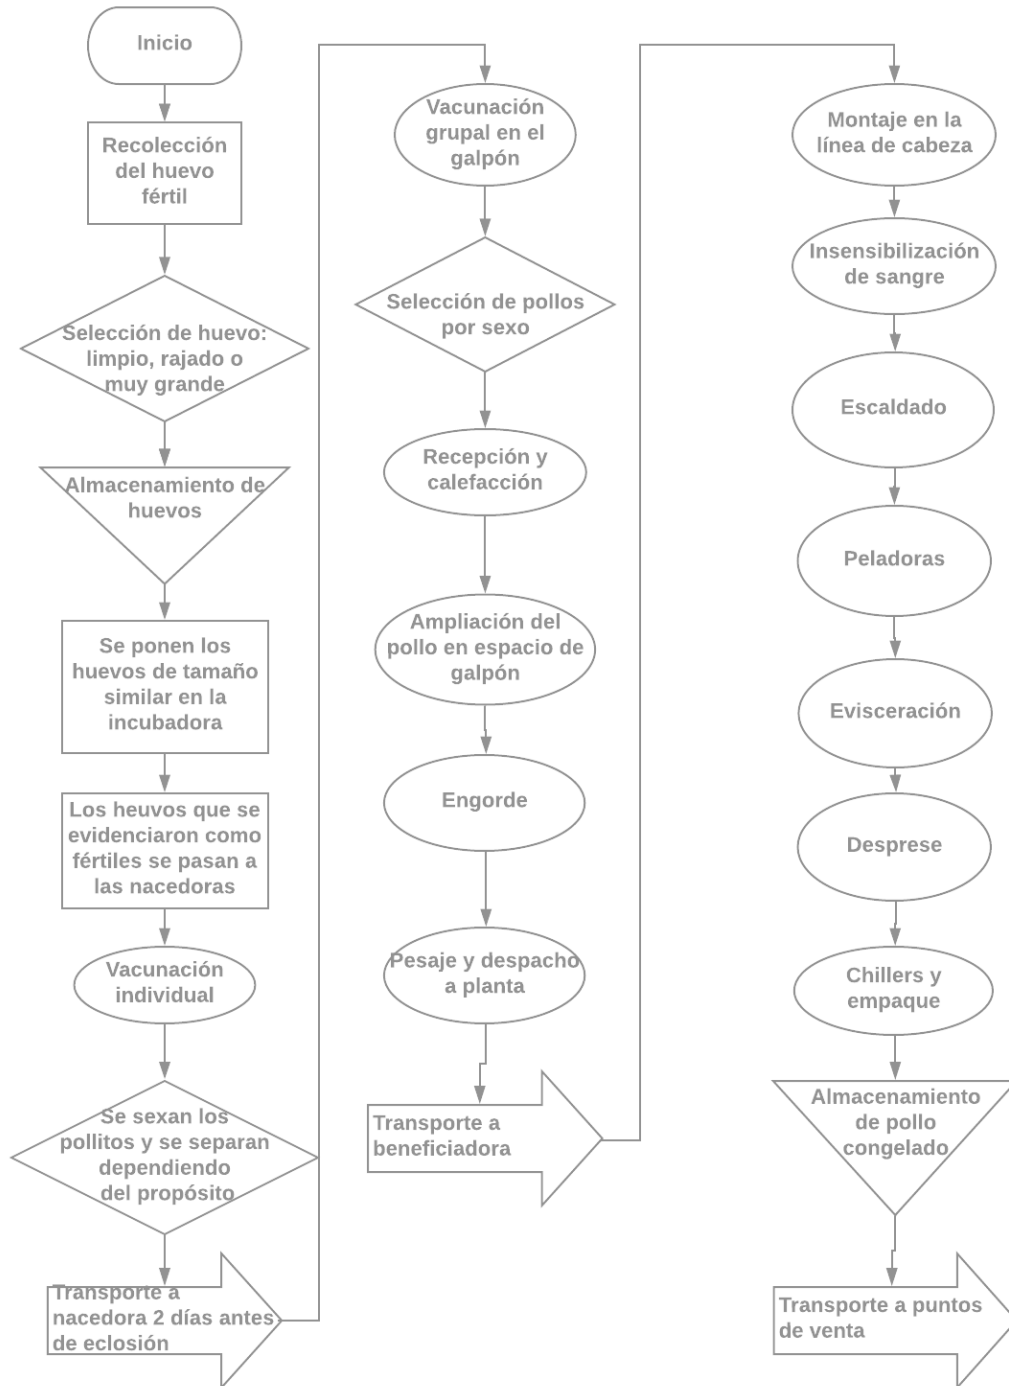 Inicio
Recolección
del huevo
fértil
Selección de huevo:
limpio, rajado o
muy grande
Almacenamiento de
huevos
Se ponen los
huevos de tamaño
similar en la
incubadora
Los heuvos que se
evidenciaron como
fértiles se pasan a
las nacedoras
Vacunación
individual
Se sexan los
pollitos y se separan
dependiendo
del propósito
Transporte a
nacedora 2 días antes
de eclosión
Vacunación
grupal en el
galpón
Selección de pollos
por sexo
Recepción y
calefacción
Ampliación del
pollo en espacio de
galpón
Engorde
Pesaje y despacho
a planta
Transporte a
beneficiadora
Montaje en la
línea de cabeza
Insensibilización
de sangre
Escaldado
Peladoras
Evisceración
Desprese
Chillers y
empaque
Almacenamiento
de pollo
congelado
Transporte a puntos
de venta